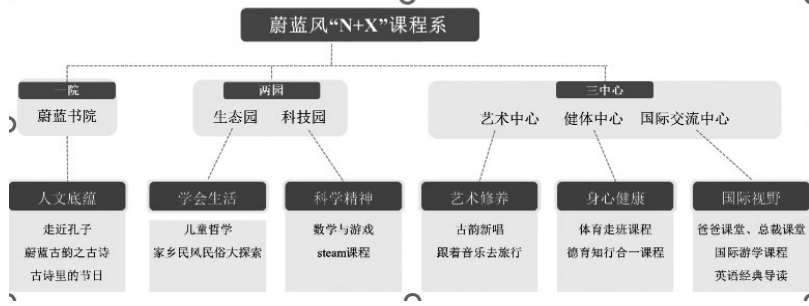 蔚蓝风“N+X”课程系
一院
两园
三中心
蔚蓝书院
生态园 科技园
艺术中心 健体中心 国际交流中心
人文底蕴
学会生活
科学精神
艺术修养
身心健康
国际视野
走近孔子
蔚蓝古韵之古诗
古诗里的节日
儿童哲学
家乡民风民俗大探索
数学与游戏
steam课程
古韵新唱
跟着音乐去旅行
体育走班课程
德育知行合一课程
爸爸课堂、总裁课堂
国际游学课程
英语经典导读